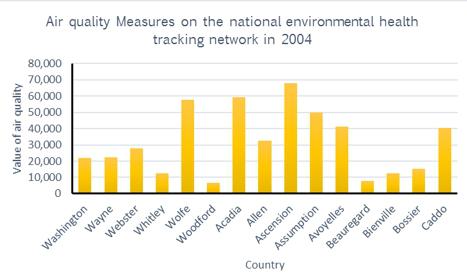 Air quality Measures on the national environmental health
tracking network in 2004
Value of air quality
80,000
70,000
60,000
50,000
40,000
30,000
20,000
10,000
0
Washington
Wayne
Webster
Whitley
Wolfe
Woodford
Acadia
Allen
Ascension
Assumption
Avoyelles
Beauregard
Bienville
Bossier
Caddo
Country